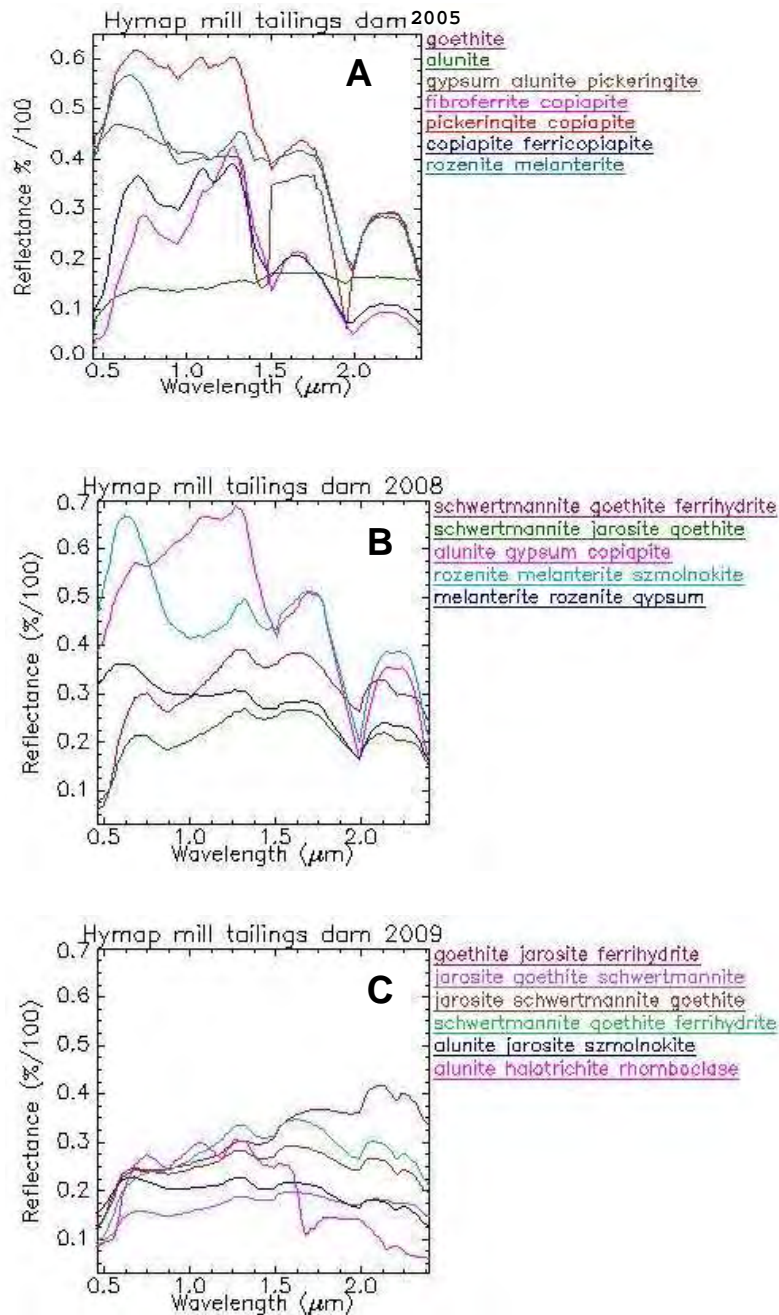 Hymap mill tailings dam 2005
A
goethite
alunite
gypsum alunite pickeringite
fibroferrite copiapite
pickeringite copiapite
copiapite ferricopiapite
rozenite melanterite
Reflectance % /100
0.6
0.5
0.4
0.3
0.2
0.1
0.0
0.5 1.0 1.5 2.0
Wavelength (μm)
Hymap mill tailings dam 2008
B
schwertmannite goethite ferrihydrite
schwertmannite jarosite goethite
alunite gypsum copiapite
rozenite melanterite szmolnokite
melanterite rozenite gypsum
Reflectance (%/100)
0.7
0.6
0.5
0.4
0.3
0.2
0.1
0.5 1.0 1.5 2.0
Wavelength (μm)
Hymap mill tailings dam 2009
C
goethite jarosite ferrihydrite
jarosite goethite schwertmannite
jarosite schwertmannite goethite
schwertmannite goethite ferrihydrite
alunite jarosite szmolnokite
alunite halotrichite rhomboclase
Reflectance (%/100)
0.7
0.6
0.5
0.4
0.3
0.2
0.1
0.5 1.0 1.5 2.0
Wavelength (μm)